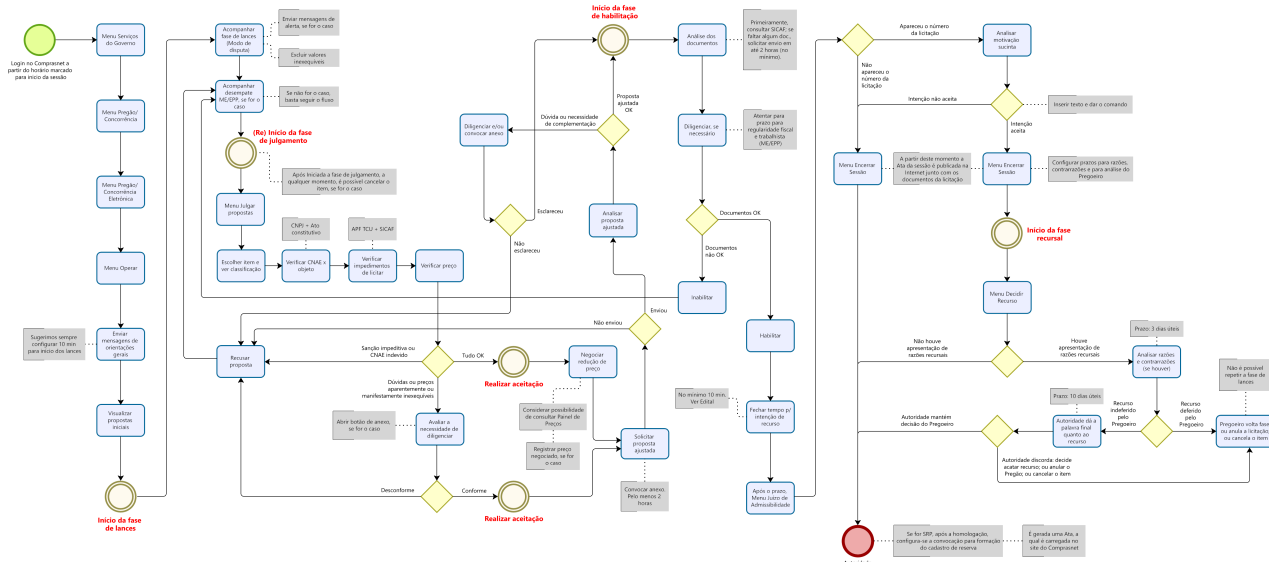 Login no Comprasnet a
partir do horário marcado
para início da sessão
Menu Serviços
do Governo
Menu Pregão/
Concorrência
Menu Pregão/
Concorrência
Eletrônica
Menu Operar
Sugerimos sempre
configurar 10 min
para início dos lances
Enviar
mensagens de
orientações
gerais
Visualizar
propostas
iniciais
Início da fase
de lances
Acompanhar
fase de lances
(Modo de
disputa)
Enviar mensagens de
alerta, se for o caso
Excluir valores
inexequíveis
Acompanhar
desempate
ME/EPP, se for o
caso
Se não for o caso,
basta seguir o fluxo
(Re) Início da fase
de julgamento
Após Iniciada a fase de julgamento, a
qualquer momento, é possível cancelar o
item, se for o caso
Menu Julgar
propostas
CNPJ + Ato
constitutivo
APF TCU + SICAF
Escolher item e
ver classificação
Verificar CNAE x
objeto
Verificar
impedimentos
de licitar
Verificar preço
Recusar
proposta
Sanção impeditiva ou
CNAE indevido
Tudo OK
Realizar aceitação
Negociar
redução de
preço
Dúvidas ou preços
aparentemente ou
manifestamente inexequíveis
Abrir botão de anexo,
se for o caso
Avaliar a
necessidade de
diligenciar
Considerar possibilidade
de consultar Painel de
Preços
Registrar preço
negociado, se for
o caso
Solicitar
proposta
ajustada
Desconforme
Conforme
Realizar aceitação
Convocar anexo.
Pelo menos 2
horas
Não enviou
Enviou
Analisar
proposta
ajustada
Proposta
ajustada OK
Dúvida ou necessidade
de complementação
Diligenciar e/ou
convocar anexo
Esclareceu
Não
esclareceu
Início da fase
de habilitação
Análise dos
documentos
Primeiramente,
consultar SICAF; se
faltar algum doc.,
solicitar envio em
até 2 horas (no
mínimo).
Diligenciar, se
necessário
Atentar para
prazo para
regularidade fiscal
e trabalhista
(ME/EPP)
Documentos OK
Documentos
não OK
Inabilitar
Habilitar
No mínimo 10 min.
Ver Edital
Fechar tempo p/
intenção de
recurso
Após o prazo,
Menu Juízo de
Admissibilidade
Apareceu o número
da licitação
Não
apareceu o
número da
licitação
Analisar
motivação
sucinta
Intenção não aceita
Inserir texto e dar o comando
Intenção
aceita
Menu Encerrar
Sessão
A partir deste momento a
Ata da sessão é publicada na
Internet junto com os
documentos da licitação
Menu Encerrar
Sessão
Configurar prazos para razões,
contrarrazões e para análise do
Pregoeiro
Início da fase
recursal
Menu Decidir
Recurso
Não houve
apresentação de
razões recursais
Houve
apresentação de
razões recursais
Prazo: 3 dias úteis
Analisar razões
e contrarrazões
(se houver)
Não é possível
repetir a fase de
lances
Prazo: 10 dias úteis
Autoridade mantém
decisão do Pregoeiro
Autoridade dá a
palavra final
quanto ao
recurso
Recurso
indeferido
pelo
Pregoeiro
Recurso
deferido
pelo
Pregoeiro
Pregoeiro volta fase;
ou anula a licitação;
ou cancela o item
Autoridade discorda: decide
acatar recurso; ou anular o
Pregão; ou cancelar o item
Se for SRP, após a homologação,
configura-se a convocação para formação
do cadastro de reserva
É gerada uma Ata, a
qual é carregada no
site do Comprasnet